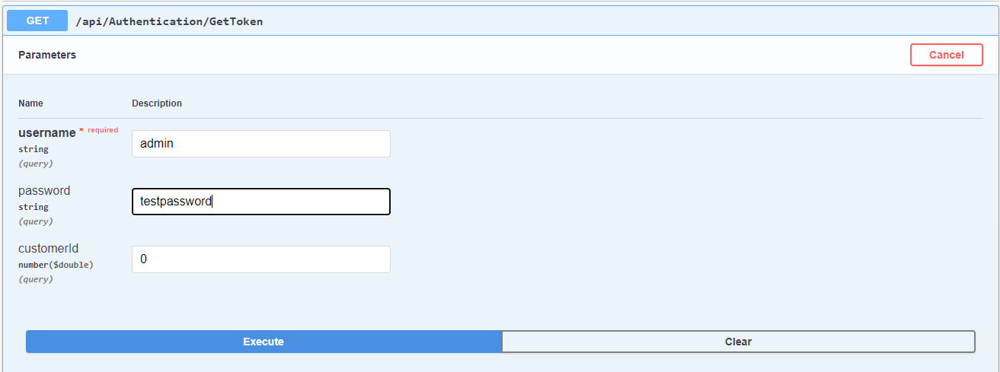 GET /api/Authentication/GetToken
Parameters Cancel
Name Description
username * required
string
(query)
admin
password
string
(query)
testpassword
customerId
number($double)
(query)
0
Execute Clear